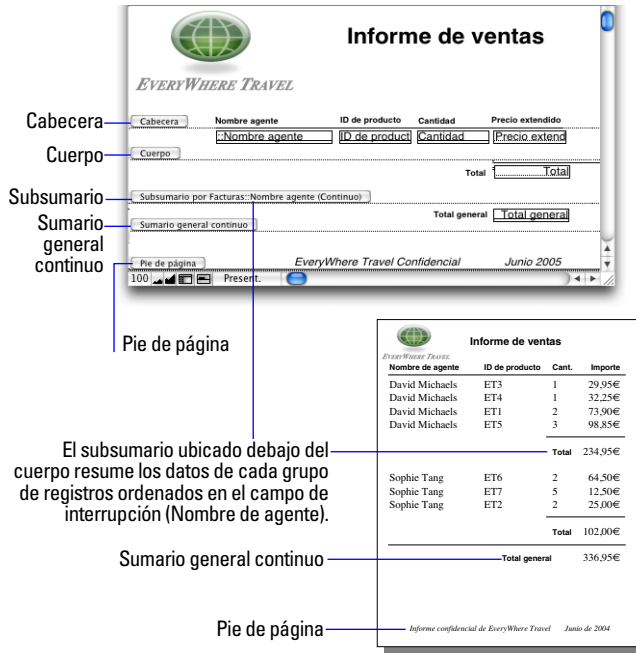 Informe de ventas
EVERYWHERE TRAVEL
Cabecera
Cabecera
Nombre agente ID de producto Cantidad Precio extendido
::Nombre agente ID de product Cantidad Precio extend
Cuerpo
Cuerpo
Total Total
Subsumario
Subsumario por Facturas::Nombre agente (Continuo)
Sumario general continuo
Total general Total general
Sumario
general
continuo
Pie de página
EveryWhere Travel Confidencial Junio 2005
100 Present.
Pie de página
Informe de ventas
EVERYWHERE TRAVEL
Nombre de agente ID de producto Cant. Importe
David Michaels ET3 1 29,95€
David Michaels ET4 1 32,25€
David Michaels ET1 2 73,90€
David Michaels ET5 3 98,85€
Total 234,95€
El subsumario ubicado debajo del
cuerpo resume los datos de cada grupo
de registros ordenados en el campo de
interrupción (Nombre de agente).
Sophie Tang ET6 2 64,50€
Sophie Tang ET7 5 12,50€
Sophie Tang ET2 2 25,00€
Total 102,00€
Sumario general continuo
Total general 336,95€
Pie de página
Informe confidencial de EveryWhere Travel Junio de 2004